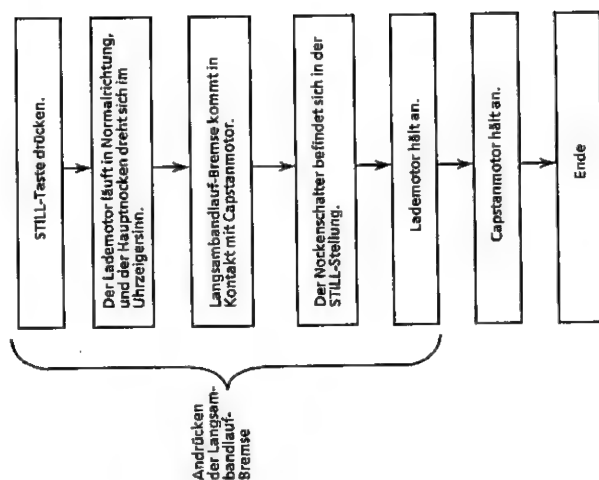 STILL-Taste drücken.
Der Lademotor läuft in Normalrichtung,
und der Hauptnocken dreht sich im
Uhrzeigersinn.
Langsambandlauf-Bremse kommt in
Kontakt mit Capstanmotor.
Der Nockenschalter befindet sich in der
STILL-Stellung.
Lademotor hält an.
Capstanmotor hält an.
Ende
Andrücken
der Langsam-
bandlauf-
Bremse